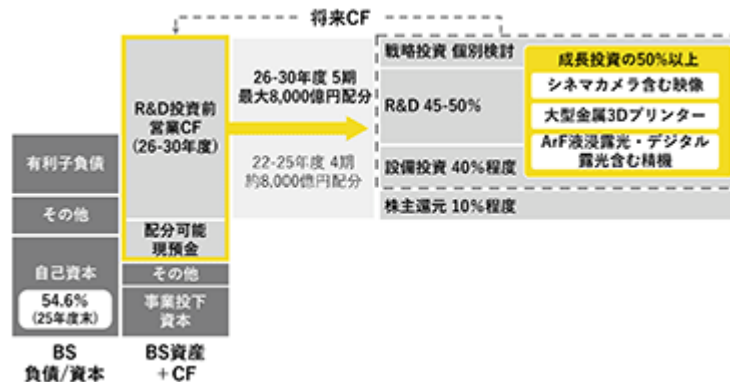 将来CF
有利子負債
その他
自己資本
54.6%
(25年度末)
BS
負債/資本
R&D投資前
営業CF
(26-30年度)
配分可能
現預金
その他
事業投下
資本
BS資産
+CF
26-30年度 5期
最大8,000億円配分
22-25年度 4期
約8,000億円配分
戦略投資 個別検討
R&D 45-50%
設備投資 40%程度
株主還元 10%程度
成長投資の50%以上
シネマカメラ含む映像
大型金属3Dプリンター
ArF液浸露光・デジタル
露光含む精機